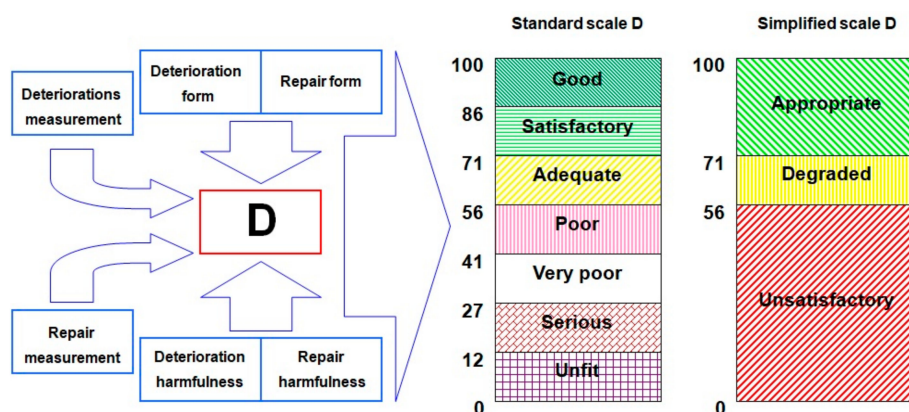 Standard scale D
Simplified scale D
Deteriorations
measurement
Deterioration
form
Repair form
D
Repair
measurement
Deterioration
harmfulness
Repair
harmfulness
100
Good
86
Satisfactory
71
Adequate
56
Poor
41
Very poor
27
Serious
12
Unfit
0
100
Appropriate
71
Degraded
56
Unsatisfactory
0